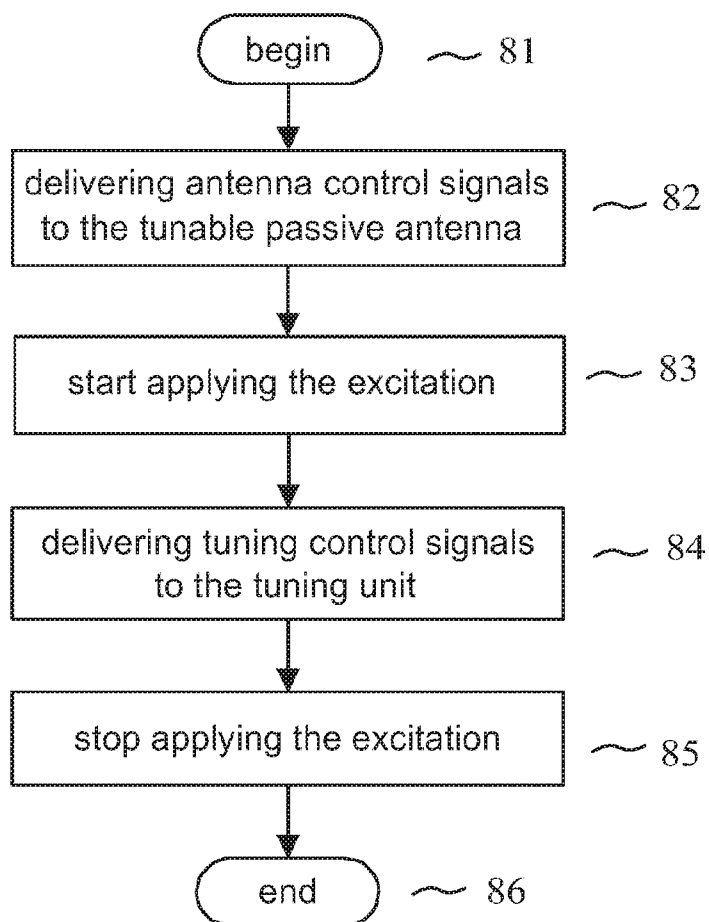 begin
81
delivering antenna control signals
to the tunable passive antenna
82
start applying the excitation
83
delivering tuning control signals
to the tuning unit
84
stop applying the excitation
85
end
86